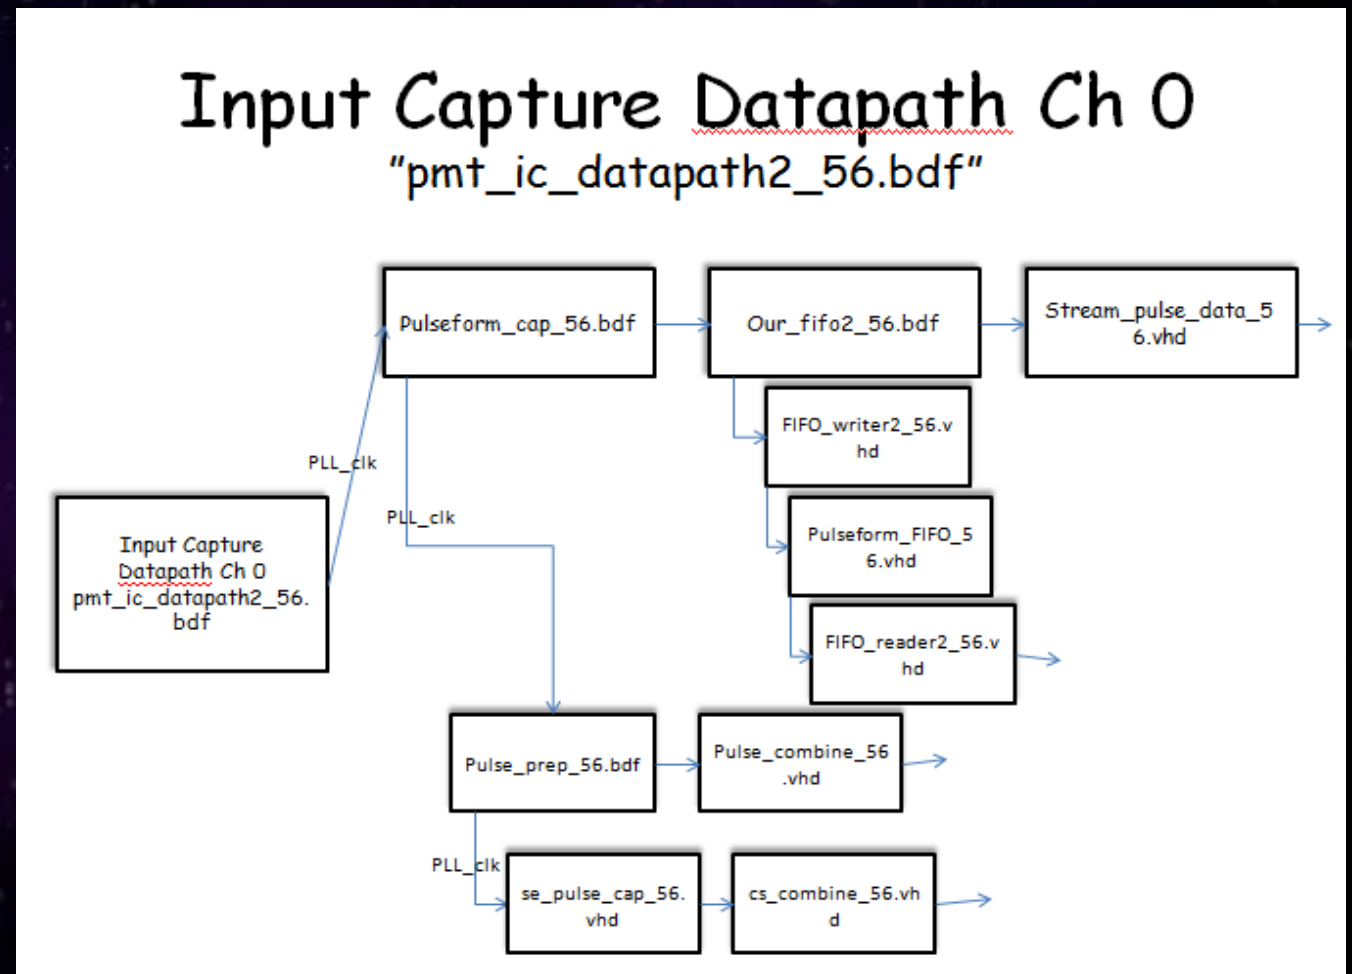 Input Capture Datapath Ch 0
"pmt_ic_datapath2_56.bdf"
Pulseform_cap_56.bdf
Our_fifo2_56.bdf
Stream_pulse_data_5
6.vhd
FIFO_writer2_56.v
hd
PLL_clk
PLL_clk
Input Capture
Datapath Ch 0
pmt_ic_datapath2_56.
bdf
Pulseform_FIFO_5
6.vhd
FIFO_reader2_56.v
hd
Pulse_prep_56.bdf
Pulse_combine_56
.vhd
PLL_clk
se_pulse_cap_56.
vhd
cs_combine_56.vh
d